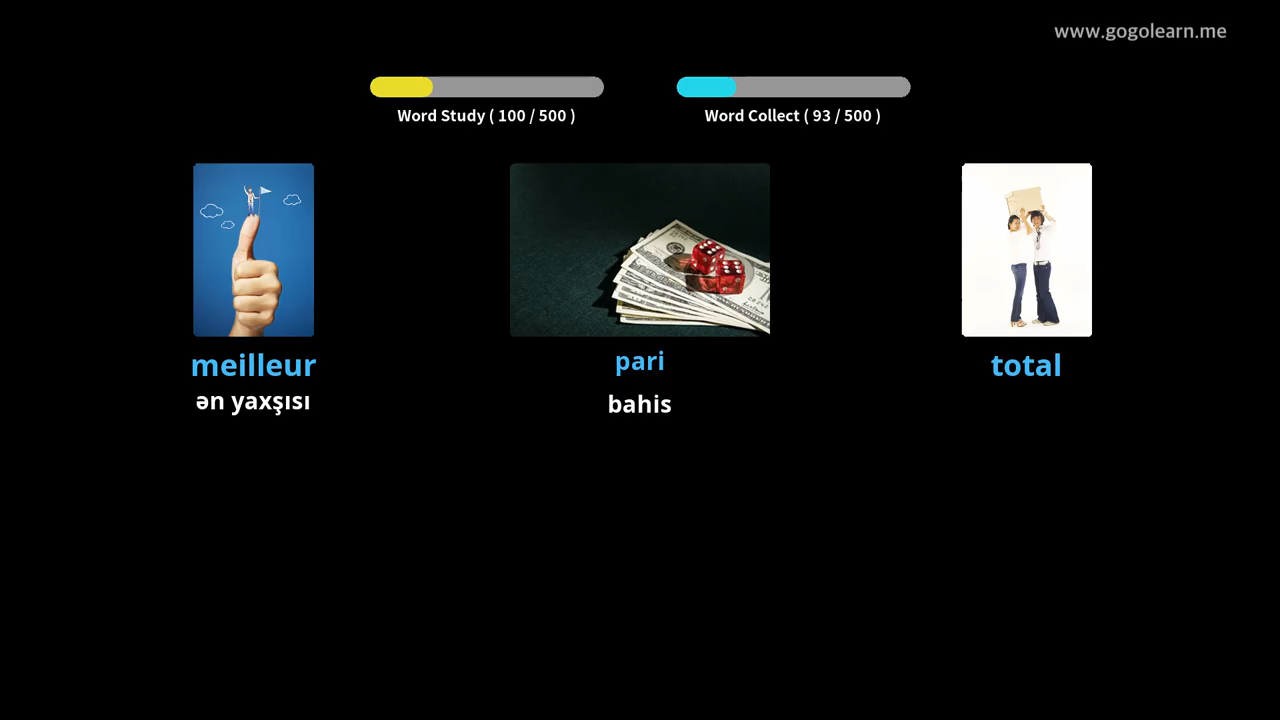 www.gogolearn.me
Word Study ( 100 / 500 )
Word Collect ( 93 / 500 )
meilleur
ən yaxşısı
pari
bahis
total